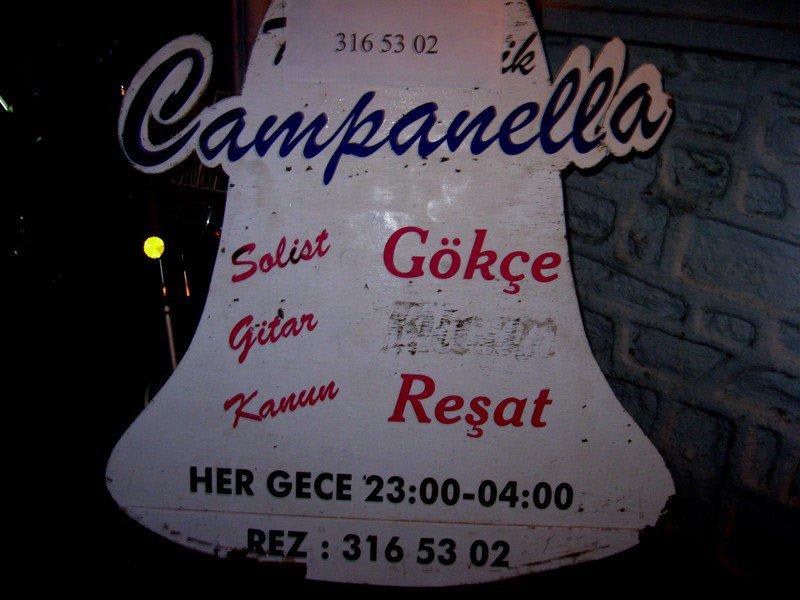 316 53 02
Campanella
Solist Gökçe
Gitar
Kanun Reşat
HER GECE 23:00-04:00
REZ : 316 53 02